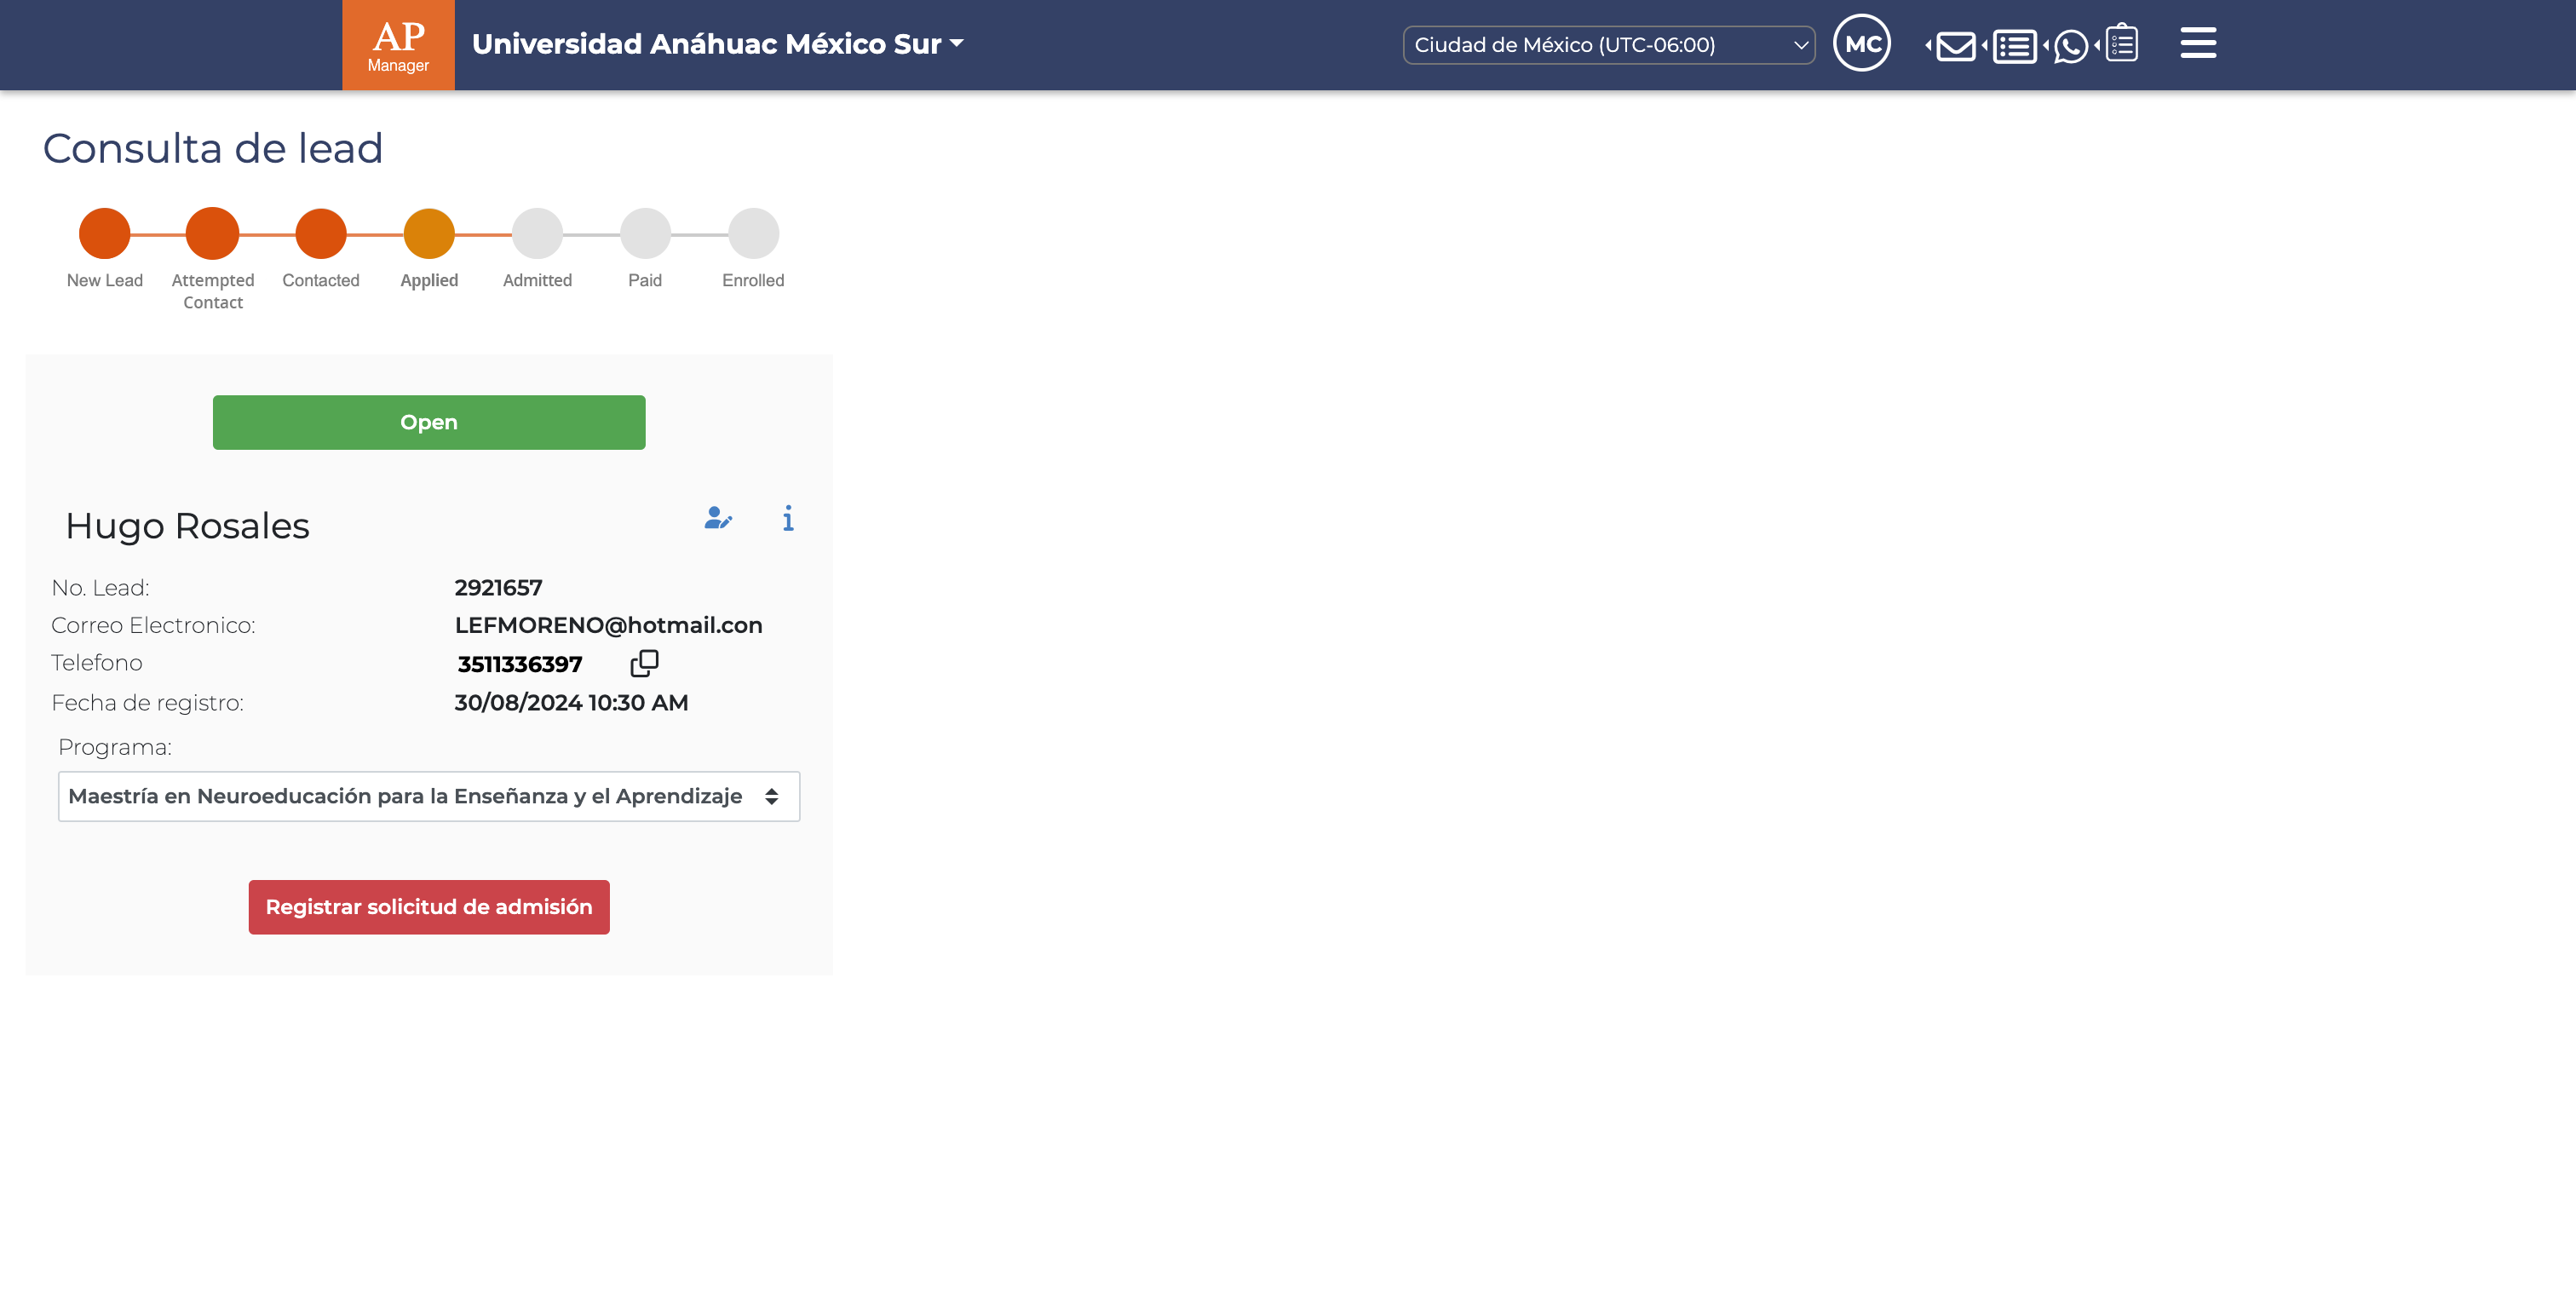 AP
Manager
Universidad Anáhuac México Sur
Ciudad de México (UTC-06:00)
MC
Consulta de lead
New Lead
Attempted Contact
Contacted
Applied
Admitted
Paid
Enrolled
Open
Hugo Rosales
No. Lead: 2921657
Correo Electronico: LEFMORENO@hotmail.con
Telefono 3511336397
Fecha de registro: 30/08/2024 10:30 AM
Programa:
Maestría en Neuroeducación para la Enseñanza y el Aprendizaje
Registrar solicitud de admisión